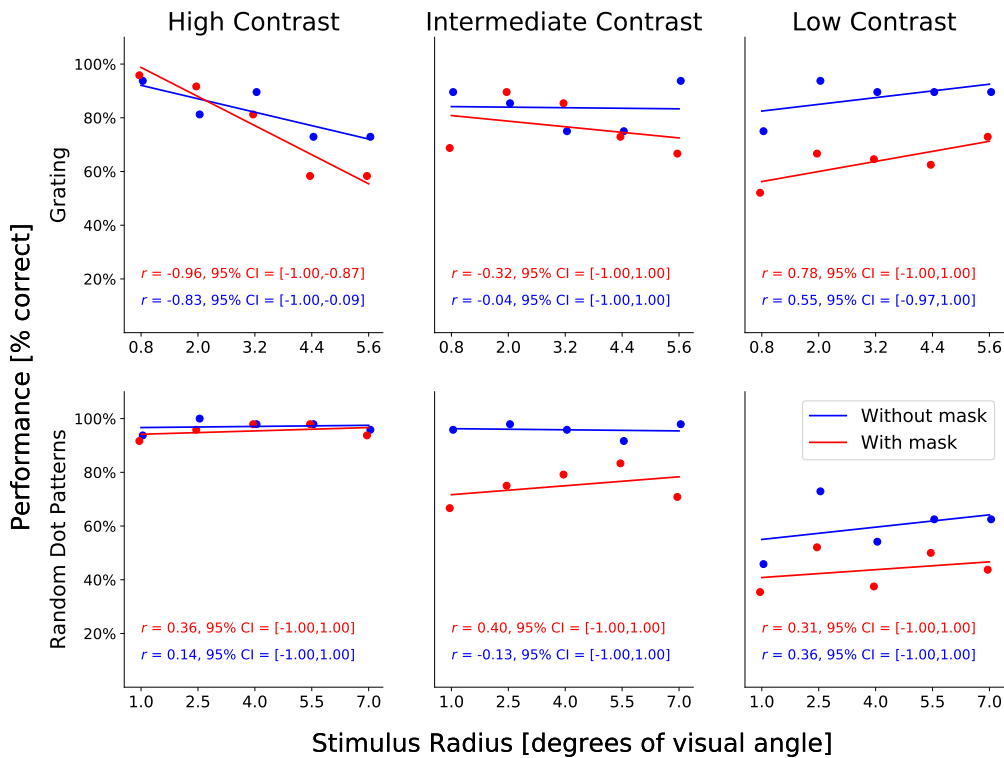 High Contrast
Intermediate Contrast
Low Contrast
Performance [% correct]
Grating
100%
80%
60%
40%
20%
r = -0.96, 95% CI = [-1.00,-0.87]
r = -0.83, 95% CI = [-1.00,-0.09]
0.8 2.0 3.2 4.4 5.6
r = -0.32, 95% CI = [-1.00,1.00]
r = -0.04, 95% CI = [-1.00,1.00]
0.8 2.0 3.2 4.4 5.6
r = 0.78, 95% CI = [-1.00,1.00]
r = 0.55, 95% CI = [-0.97,1.00]
0.8 2.0 3.2 4.4 5.6
Random Dot Patterns
100%
80%
60%
40%
20%
r = 0.36, 95% CI = [-1.00,1.00]
r = 0.14, 95% CI = [-1.00,1.00]
1.0 2.5 4.0 5.5 7.0
r = 0.40, 95% CI = [-1.00,1.00]
r = -0.13, 95% CI = [-1.00,1.00]
1.0 2.5 4.0 5.5 7.0
Without mask
With mask
r = 0.31, 95% CI = [-1.00,1.00]
r = 0.36, 95% CI = [-1.00,1.00]
1.0 2.5 4.0 5.5 7.0
Stimulus Radius [degrees of visual angle]